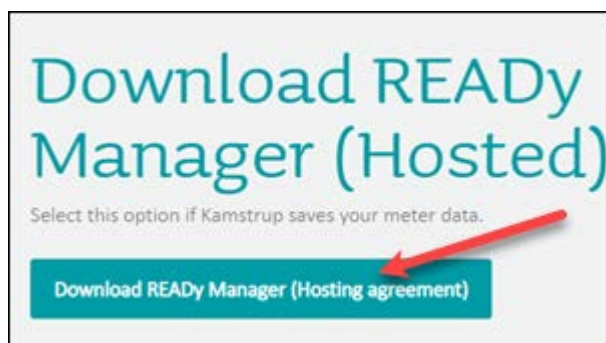 Download READy
Manager (Hosted)
Select this option if Kamstrup saves your meter data.
Download READy Manager (Hosting agreement)